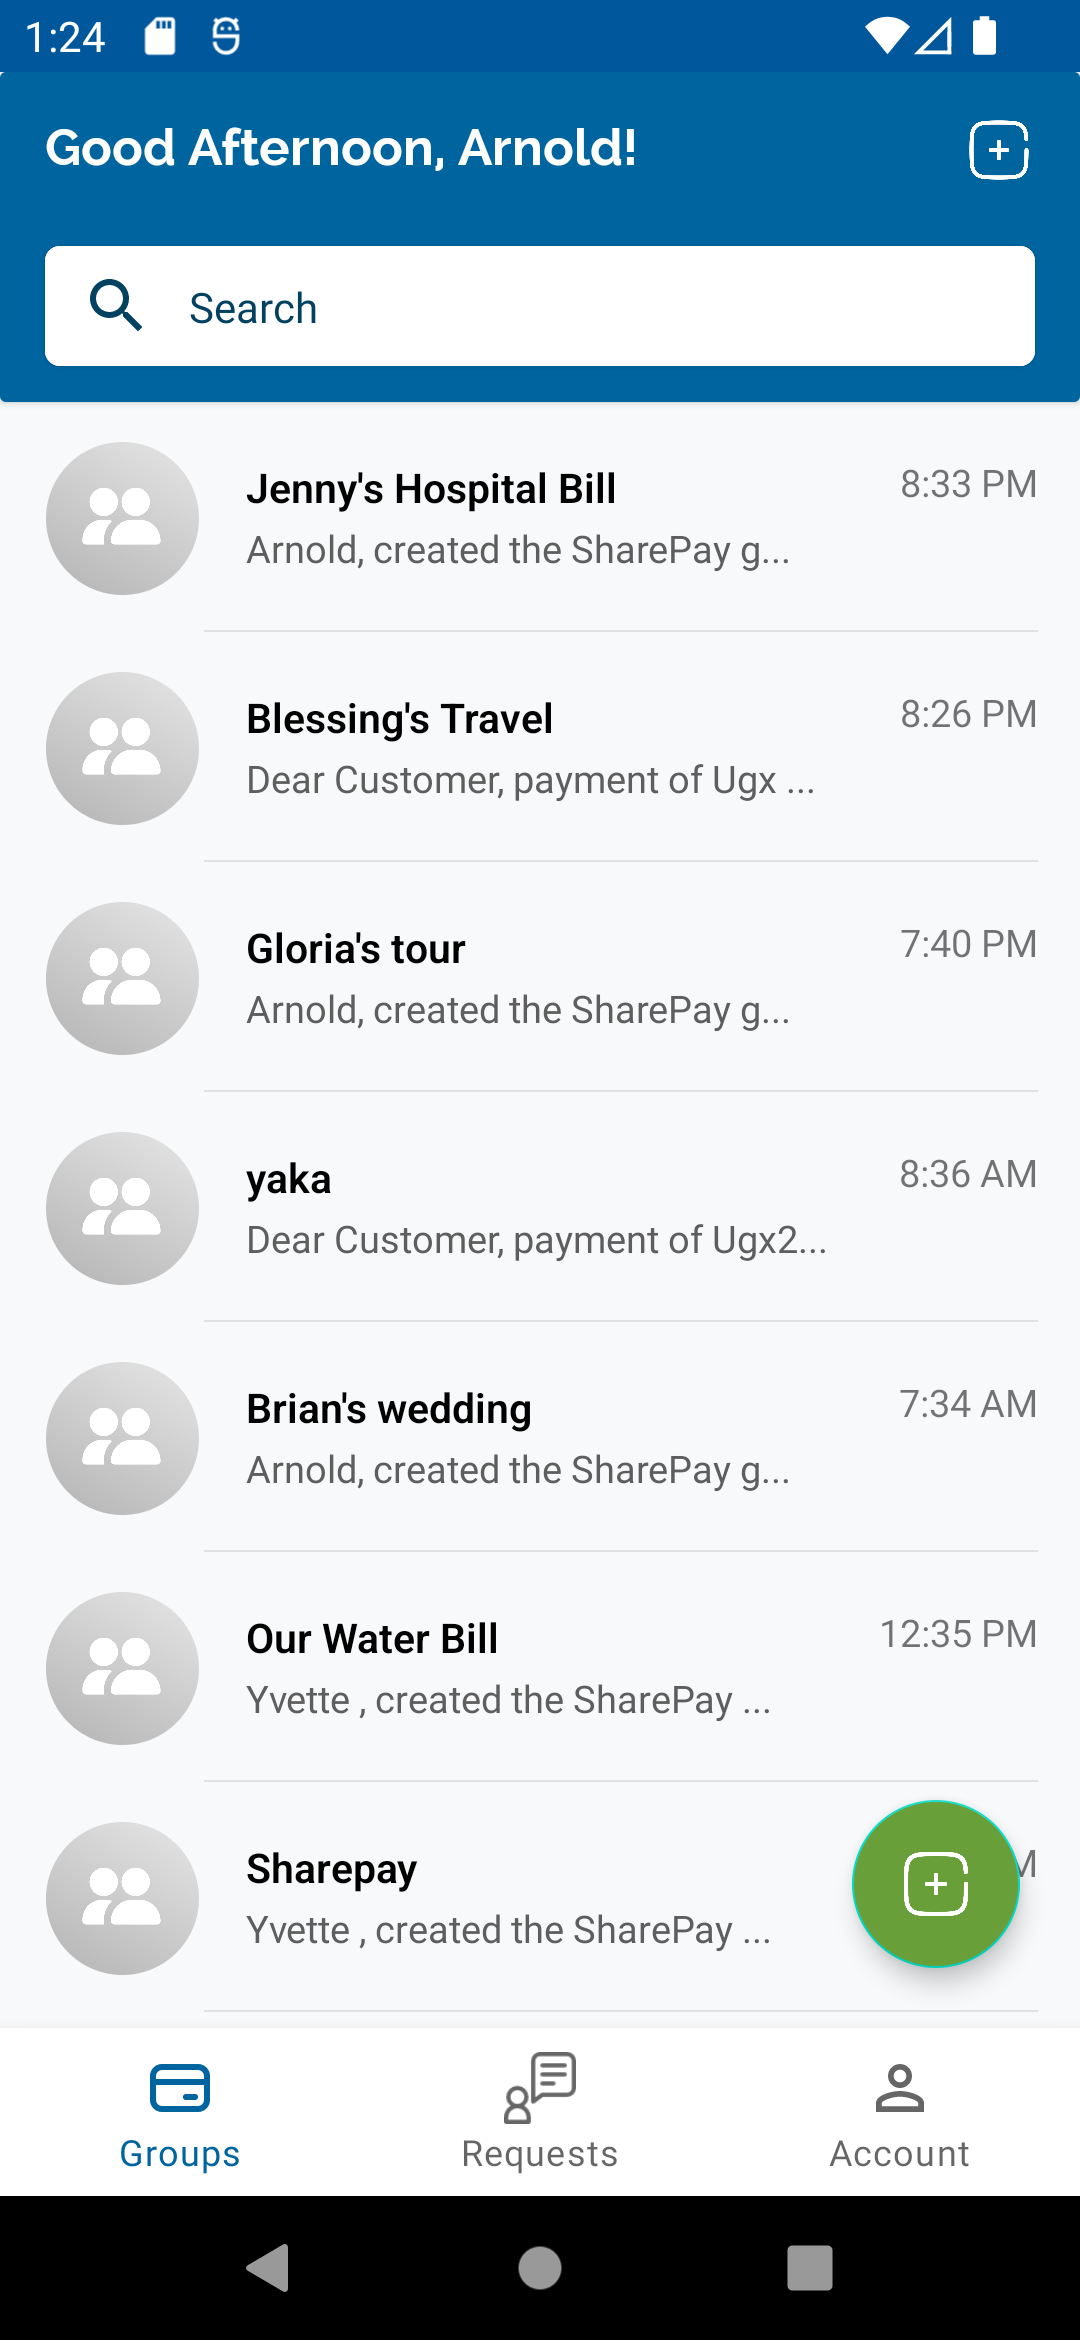 1:24
Good Afternoon, Arnold!
Search
Jenny's Hospital Bill
8:33 PM
Arnold, created the SharePay g...
Blessing's Travel
8:26 PM
Dear Customer, payment of Ugx ...
Gloria's tour
7:40 PM
Arnold, created the SharePay g...
yaka
8:36 AM
Dear Customer, payment of Ugx2...
Brian's wedding
7:34 AM
Arnold, created the SharePay g...
Our Water Bill
12:35 PM
Yvette , created the SharePay ...
Sharepay
Yvette , created the SharePay ...
Groups
Requests
Account